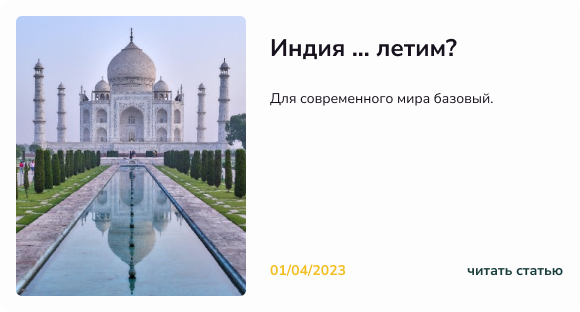 Индия ... летим?
Для современного мира базовый.
01/04/2023
читать статью